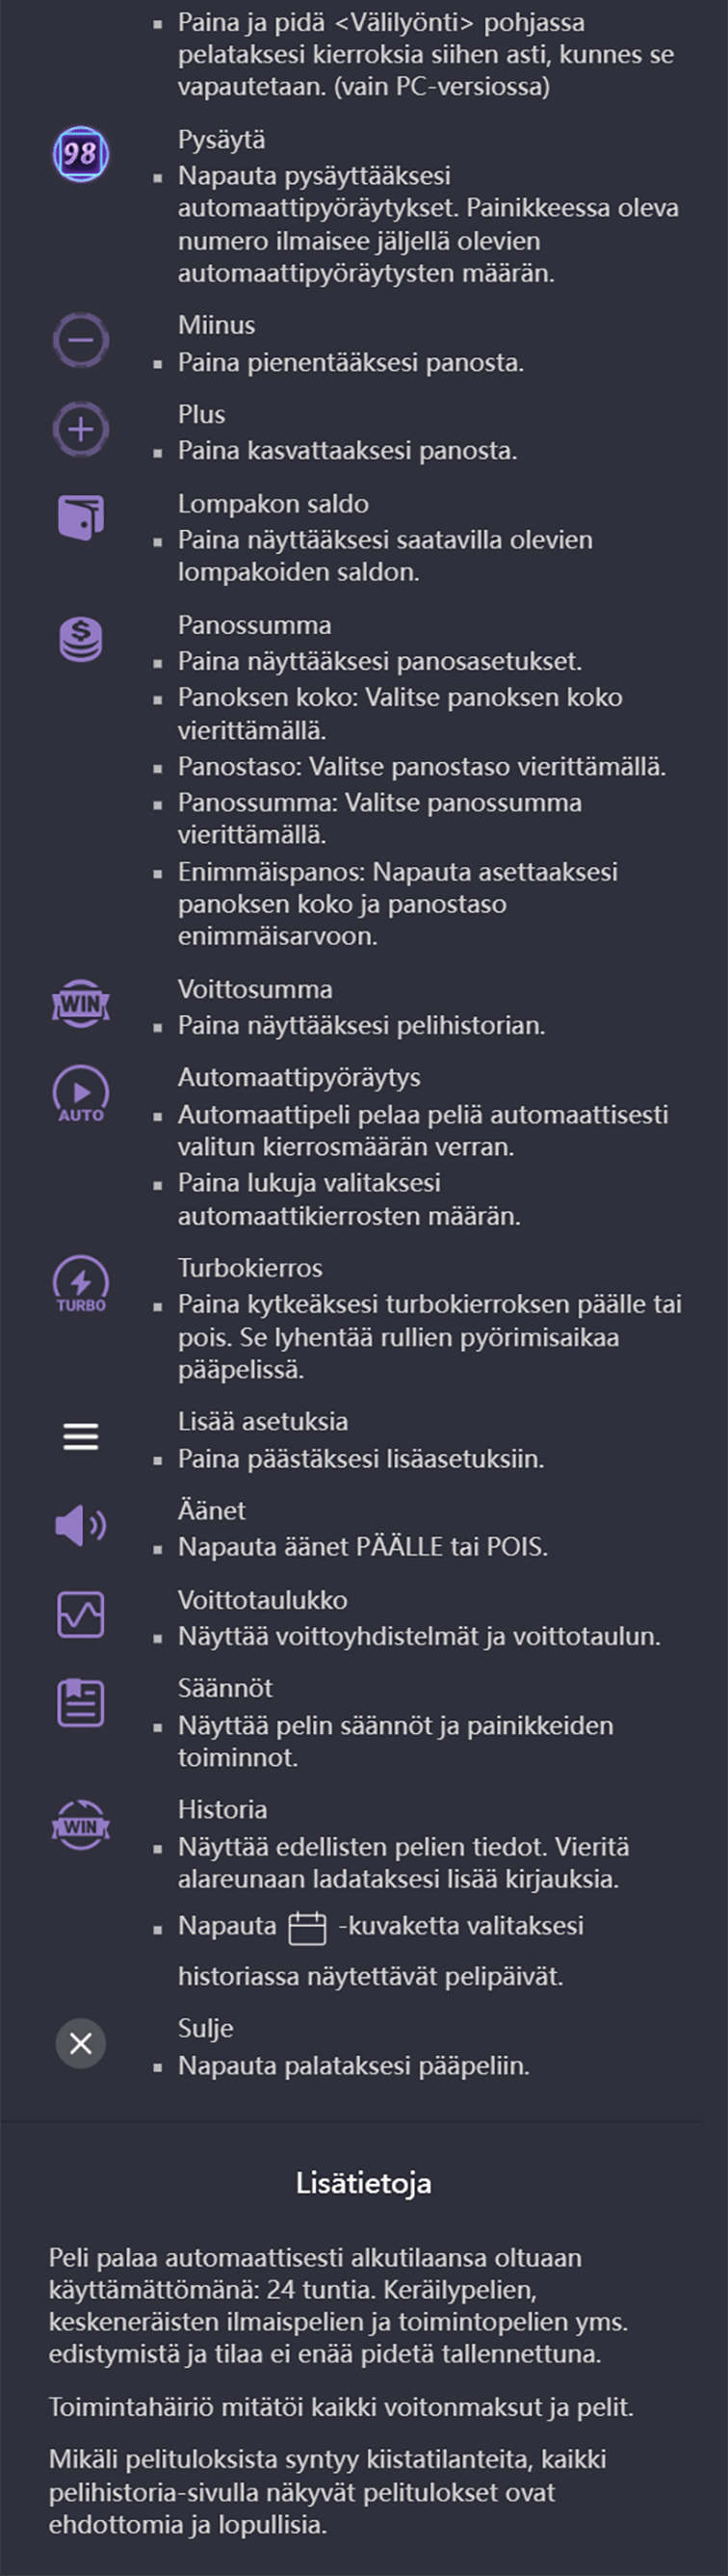 Paina ja pidä <Välilyönti> pohjassa
pelataksesi kierroksia siihen asti, kunnes se
vapautetaan. (vain PC-versiossa)
98
Pysäytä
Napauta pysäyttääksesi
automaattipyöräytykset. Painikkeessa oleva
numero ilmaisee jäljellä olevien
automaattipyöräytysten määrän.
Miinus
Paina pienentääksesi panosta.
Plus
Paina kasvattaaksesi panosta.
Lompakon saldo
Paina näyttääksesi saatavilla olevien
lompakoiden saldon.
$
Panossumma
Paina näyttääksesi panosasetukset.
Panoksen koko: Valitse panoksen koko
vierittämällä.
Panostaso: Valitse panostaso vierittämällä.
Panossumma: Valitse panossumma
vierittämällä.
Enimmäispanos: Napauta asettaaksesi
panoksen koko ja panostaso
enimmäisarvoon.
WIN
Voittosumma
Paina näyttääksesi pelihistorian.
AUTO
Automaattipyöräytys
Automaattipeli pelaa peliä automaattisesti
valitun kierrosmäärän verran.
Paina lukuja valitaksesi
automaattikierrosten määrän.
TURBO
Turbokierros
Paina kytkeäksesi turbokierroksen päälle tai
pois. Se lyhentää rullien pyörimisaikaa
pääpelissä.
Lisää asetuksia
Paina päästäksesi lisäasetuksiin.
Äänet
Napauta äänet PÄÄLLE tai POIS.
Voittotaulukko
Näyttää voittoyhdistelmät ja voittotaulun.
Säännöt
Näyttää pelin säännöt ja painikkeiden
toiminnot.
WIN
Historia
Näyttää edellisten pelien tiedot. Vieritä
alareunaan ladataksesi lisää kirjauksia.
Napauta -kuvaketta valitaksesi
historiassa näytettävät pelipäivät.
Sulje
Napauta palataksesi pääpeliin.
Lisätietoja
Peli palaa automaattisesti alkutilaansa oltuaan
käyttämättömänä: 24 tuntia. Keräilypelien,
keskeneräisten ilmaispelien ja toimintopelien yms.
edistymistä ja tilaa ei enää pidetä tallennettuna.
Toimintahäiriö mitätöi kaikki voitonmaksut ja pelit.
Mikäli pelituloksista syntyy kiistatilanteita, kaikki
pelihistoria-sivulla näkyvät pelitulokset ovat
ehdottomia ja lopullisia.